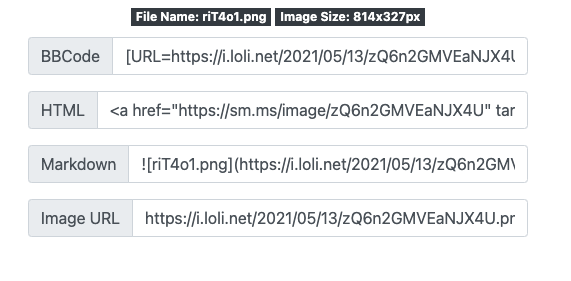 File Name: riT4o1.png Image Size: 814x327px
BBCode [URL=https://i.loli.net/2021/05/13/zQ6n2GMVEaNJX4U
HTML <a href="https://sm.ms/image/zQ6n2GMVEaNJX4U" tar
Markdown ![riT4o1.png](https://i.loli.net/2021/05/13/zQ6n2GMV
Image URL https://i.loli.net/2021/05/13/zQ6n2GMVEaNJX4U.pr